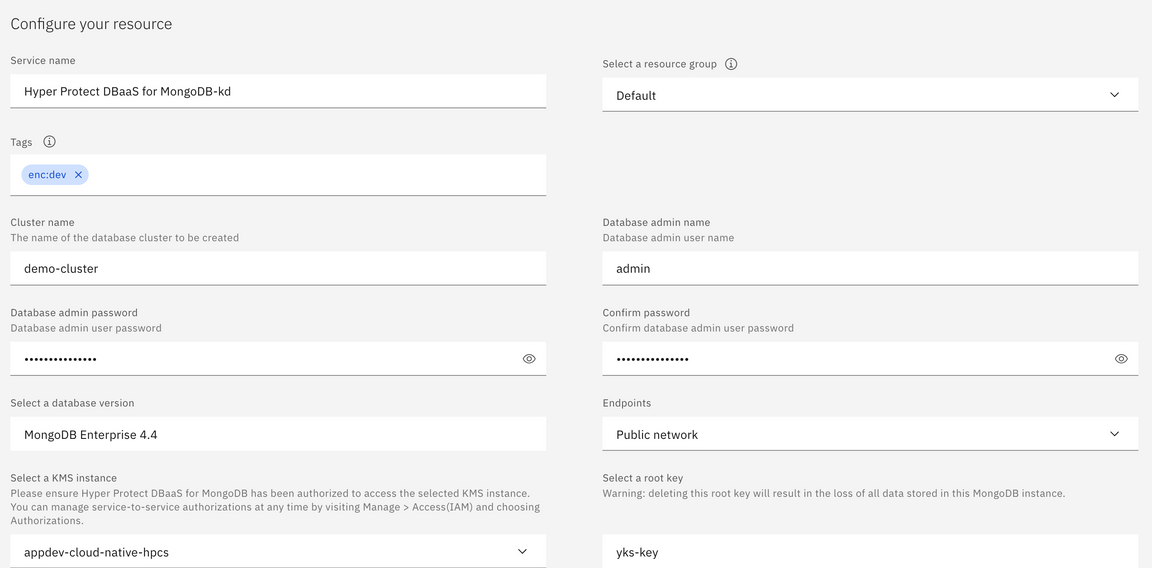 Configure your resource
Service name
Hyper Protect DBaaS for MongoDB-kd
Select a resource group
Default
Tags
enc:dev
Cluster name
The name of the database cluster to be created
demo-cluster
Database admin name
Database admin user name
admin
Database admin password
Database admin user password
•••••••••••••••
Confirm password
Confirm database admin user password
•••••••••••••••
Select a database version
MongoDB Enterprise 4.4
Endpoints
Public network
Select a KMS instance
Please ensure Hyper Protect DBaaS for MongoDB has been authorized to access the selected KMS instance.
You can manage service-to-service authorizations at any time by visiting Manage > Access(IAM) and choosing
Authorizations.
appdev-cloud-native-hpcs
Select a root key
Warning: deleting this root key will result in the loss of all data stored in this MongoDB instance.
yks-key